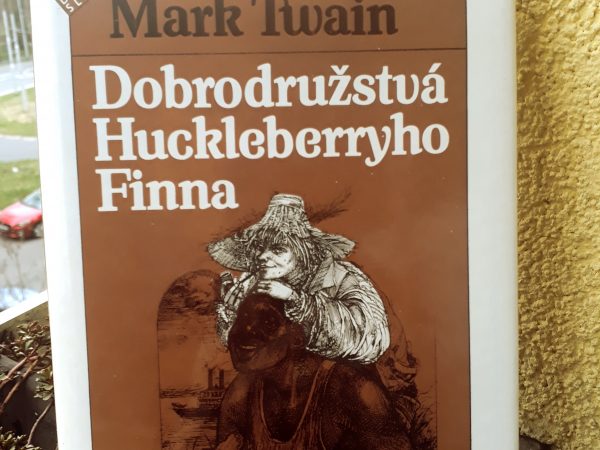 Mark Twain
Dobrodružstvá
Huckleberryho
Finna